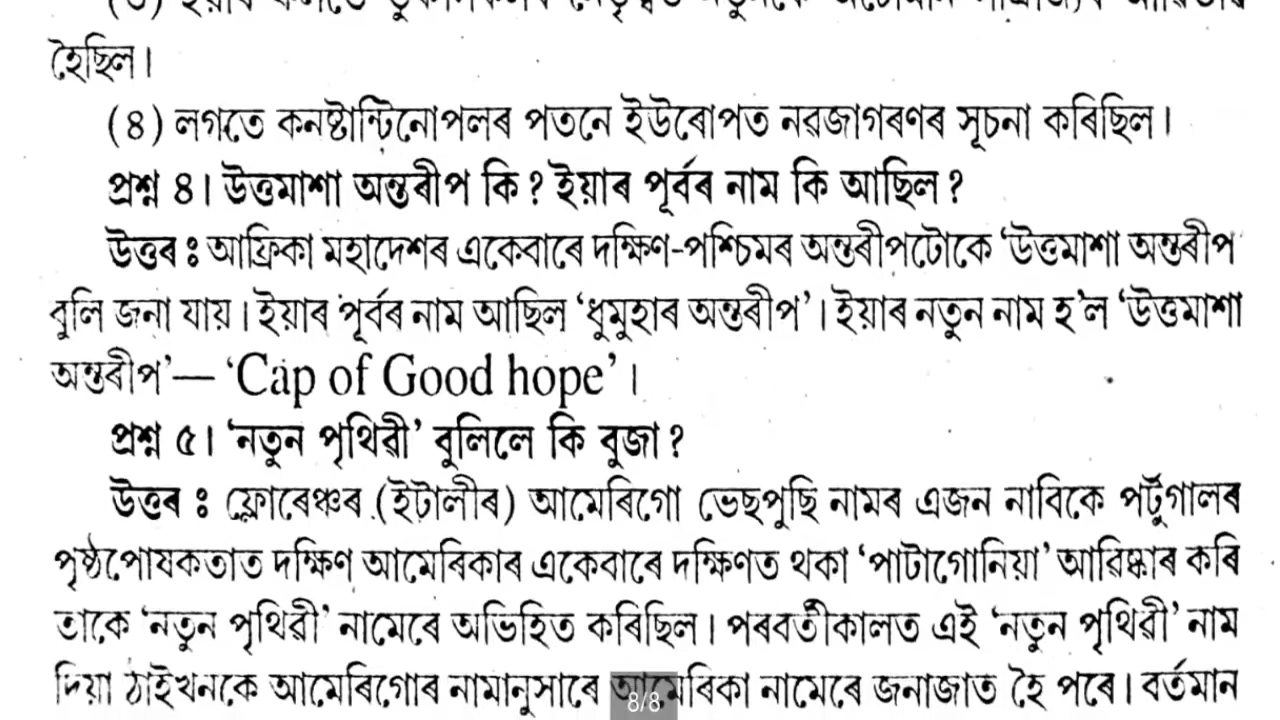 হৈছিল।
(৪) লগতে কনষ্টান্টিনোপলৰ পতনে ইউৰোপত নৱজাগৰণৰ সূচনা কৰিছিল।
প্ৰশ্ন ৪। উত্তমাশা অন্তৰীপ কি? ইয়াৰ পূৰ্বৰ নাম কি আছিল?
উত্তৰ ঃ আফ্ৰিকা মহাদেশৰ একেবাৰে দক্ষিণ-পশ্চিমৰ অন্তৰীপটোকে ‘উত্তমাশা অন্তৰীপ
বুলি জনা যায়। ইয়াৰ পূৰ্বৰ নাম আছিল ‘ধুমুহাৰ অন্তৰীপ’। ইয়াৰ নতুন নাম হ’ল ‘উত্তমাশা
অন্তৰীপ’— ‘Cap of Good hope’।
প্ৰশ্ন ৫। ‘নতুন পৃথিৱী’ বুলিলে কি বুজা?
উত্তৰ ঃ ফ্লোৰেঞ্চৰ (ইটালীৰ) আমেৰিগো ভেছপুছি নামৰ এজন নাবিকে পৰ্টুগালৰ
পৃষ্ঠপোষকতাত দক্ষিণ আমেৰিকাৰ একেবাৰে দক্ষিণত থকা ‘পাটাগোনিয়া’ আৱিষ্কাৰ কৰি
তাকে ‘নতুন পৃথিৱী’ নামেৰে অভিহিত কৰিছিল। পৰৱৰ্তীকালত এই ‘নতুন পৃথিৱী’ নাম
দিয়া ঠাইখনকে আমেৰিগোৰ নামানুসাৰে আমেৰিকা নামেৰে জনাজাত হৈ পৰে। বৰ্তমান
8/8